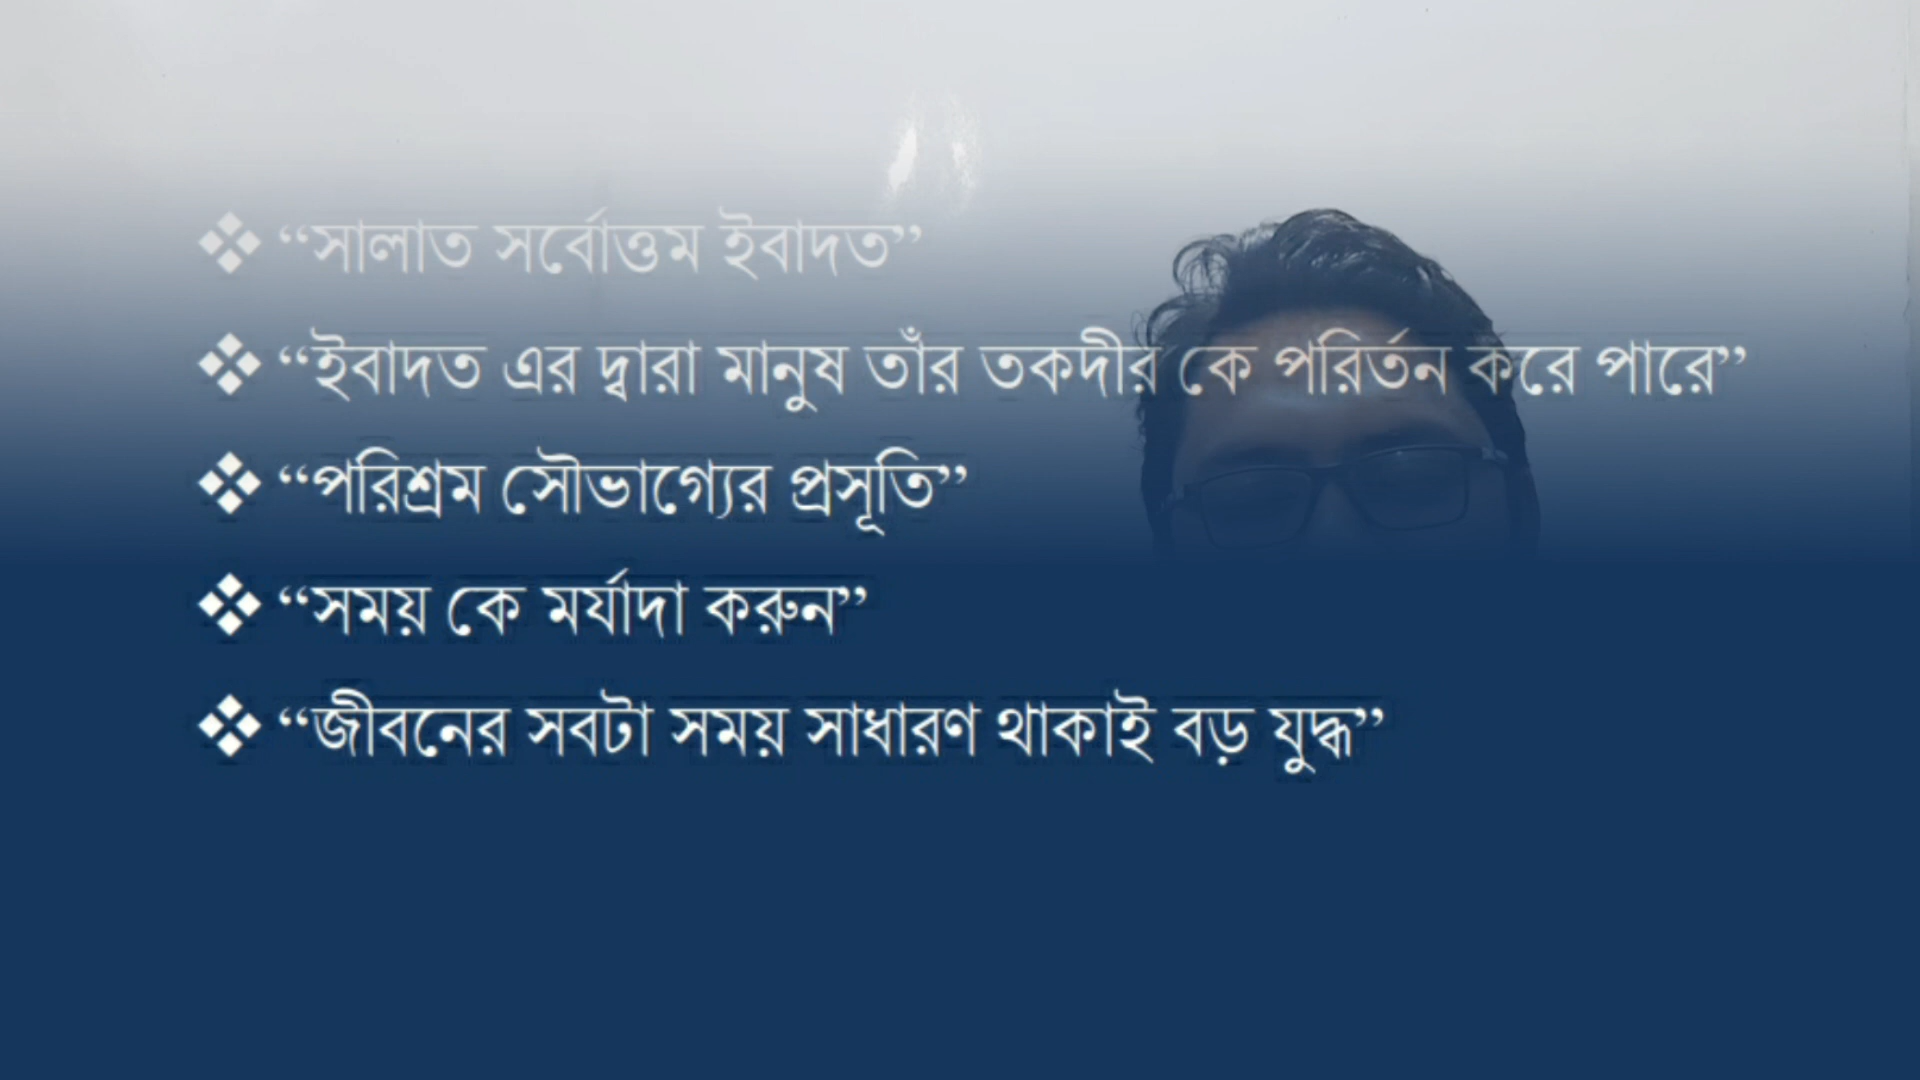 ❖ “সালাত সর্বোত্তম ইবাদত”
❖ “ইবাদত এর দ্বারা মানুষ তাঁর তকদীর কে পরির্তন করে পারে”
❖ “পরিশ্রম সৌভাগ্যের প্রসূতি”
❖ “সময় কে মর্যাদা করুন”
❖ “জীবনের সবটা সময় সাধারণ থাকাই বড় যুদ্ধ”